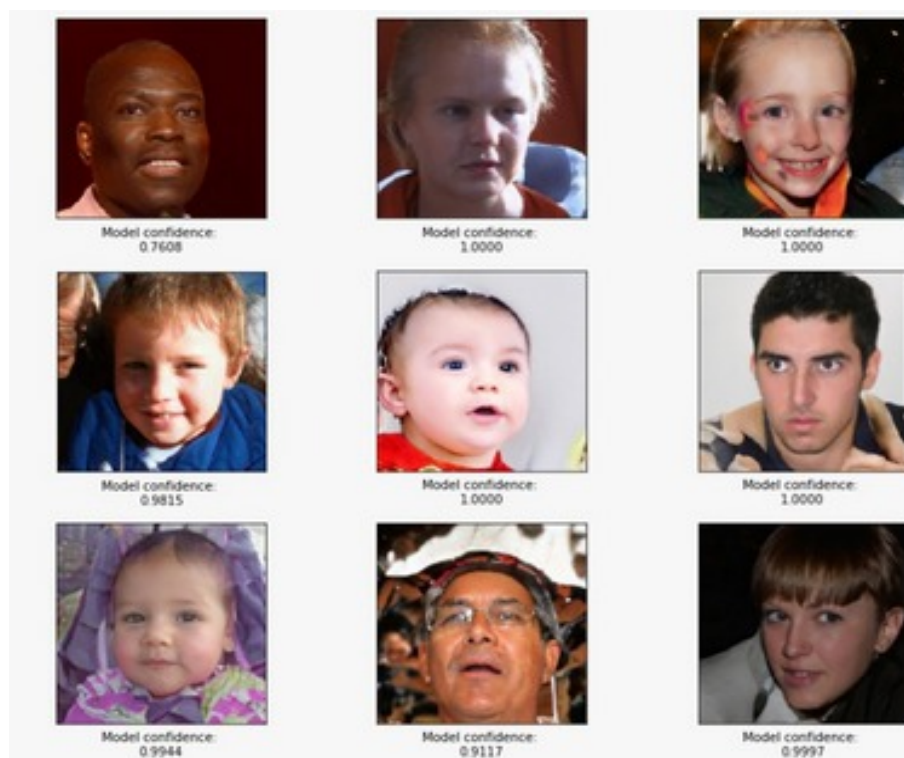 Model confidence:
0.7608
Model confidence:
1.0000
Model confidence:
1.0000
Model confidence:
0.9815
Model confidence:
1.0000
Model confidence:
1.0000
Model confidence:
0.9944
Model confidence:
0.9117
Model confidence:
0.9997